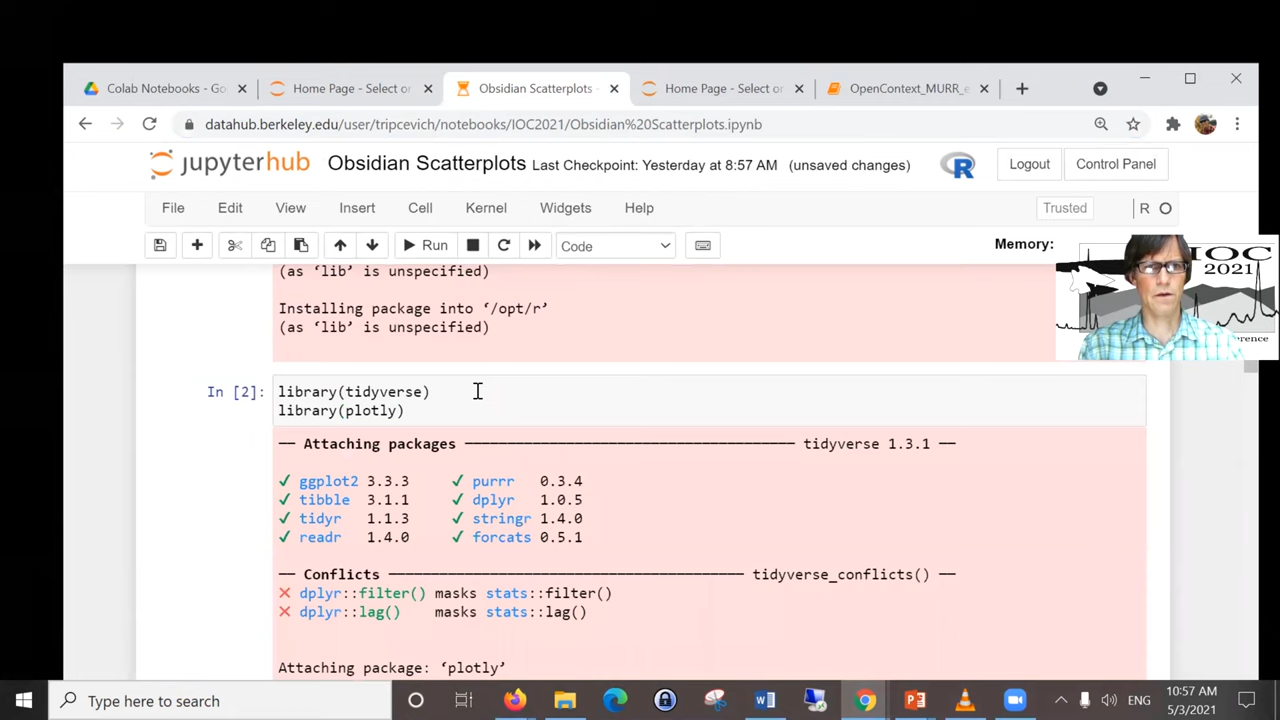 Colab Notebooks - Go
Home Page - Select or
Obsidian Scatterplots -
Home Page - Select or
OpenContext_MURR_e
datahub.berkeley.edu/user/tripcevich/notebooks/IOC2021/Obsidian%20Scatterplots.ipynb
jupyterhub Obsidian Scatterplots Last Checkpoint: Yesterday at 8:57 AM (unsaved changes)
R
Logout
Control Panel
File Edit View Insert Cell Kernel Widgets Help
Trusted
R
Run
Code
Memory:
IOC
2021
(as ‘lib’ is unspecified)
Installing package into ‘/opt/r’
(as ‘lib’ is unspecified)
In [2]:
library(tidyverse)
library(plotly)
── Attaching packages ─────────────────────────────────────── tidyverse 1.3.1 ──
✓ ggplot2 3.3.3 ✓ purrr 0.3.4
✓ tibble 3.1.1 ✓ dplyr 1.0.5
✓ tidyr 1.1.3 ✓ stringr 1.4.0
✓ readr 1.4.0 ✓ forcats 0.5.1
── Conflicts ────────────────────────────────────────── tidyverse_conflicts() ──
✕ dplyr::filter() masks stats::filter()
✕ dplyr::lag() masks stats::lag()
Attaching package: ‘plotly’
Type here to search
ENG
10:57 AM
5/3/2021